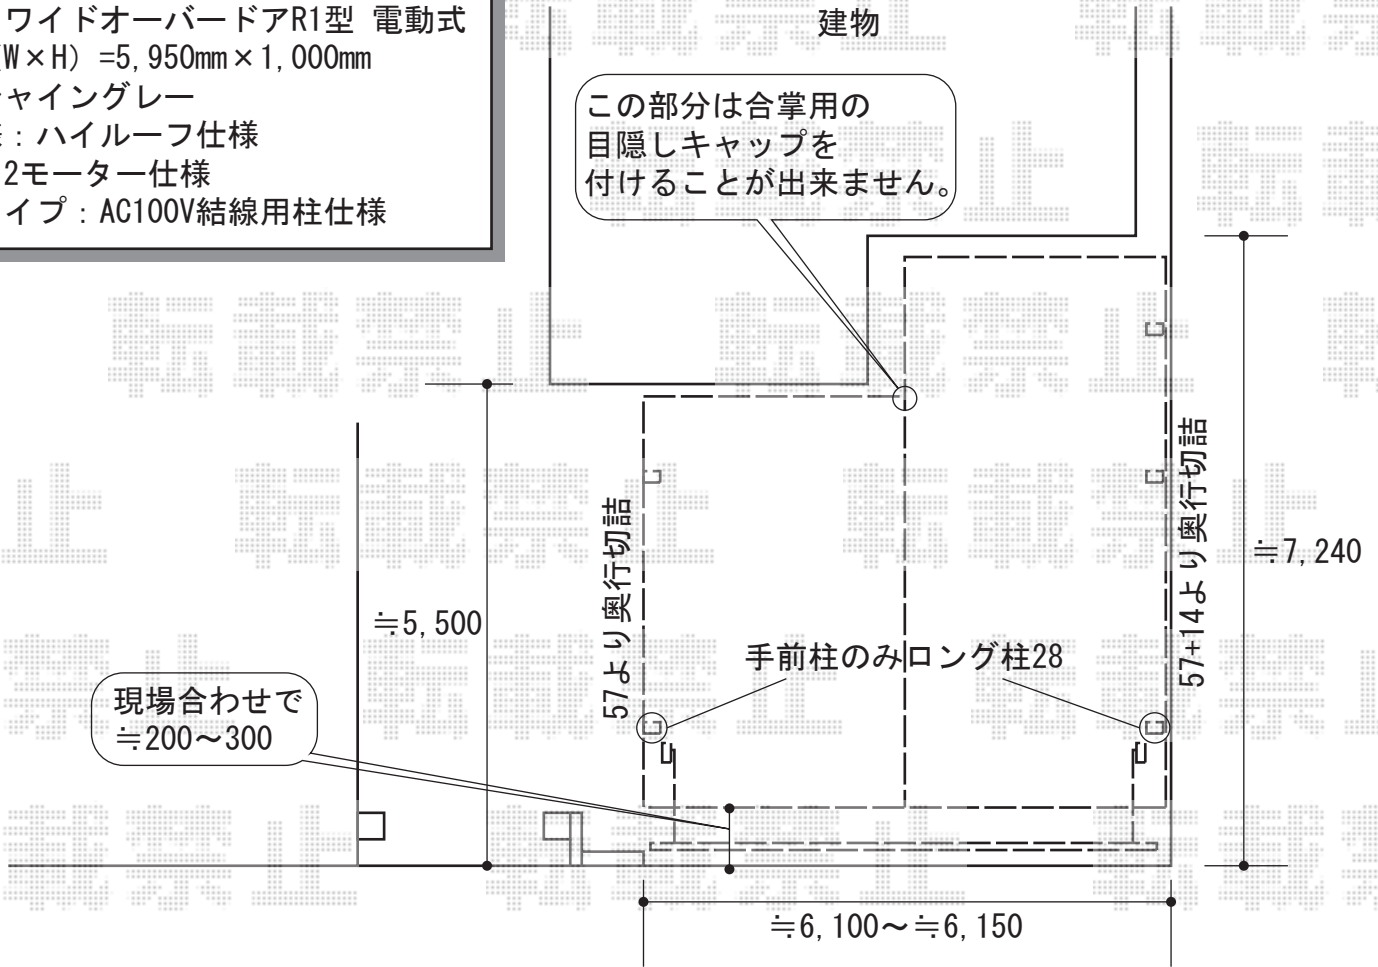 ワイドオーバードアR1型 電動式
W×H) =5,950mm×1,000mm
ャイングレー
:ハイルーフ仕様
2モーター仕様
イプ:AC100V結線用柱仕様
建物
この部分は合掌用の
目隠しキャップを
付けることが出来ません。
57より奥行切詰
57+14より奥行切詰
≒7,240
≒5,500
手前柱のみロング柱28
現場合わせで
≒200～300
≒6,100～≒6,150
転載禁止